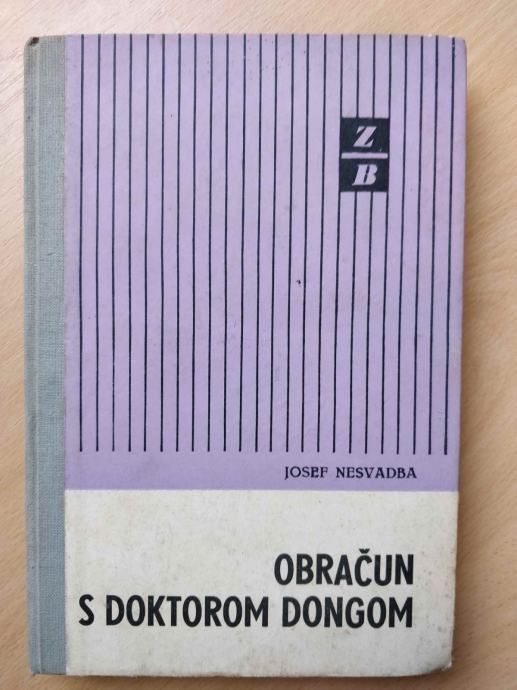 Z
B
JOSEF NESVADBA
OBRAČUN
S DOKTOROM DONGOM